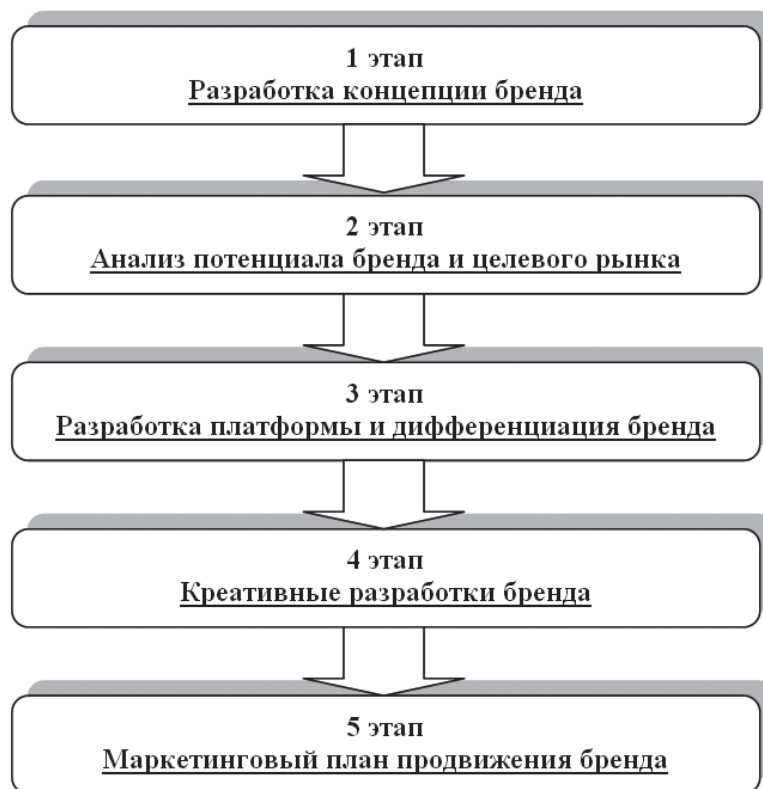 1 этап
Разработка концепции бренда
2 этап
Анализ потенциала бренда и целевого рынка
3 этап
Разработка платформы и дифференциация бренда
4 этап
Креативные разработки бренда
5 этап
Маркетинговый план продвижения бренда